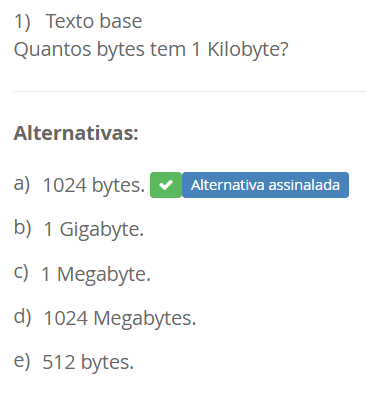 1) Texto base
Quantos bytes tem 1 Kilobyte?
Alternativas:
a) 1024 bytes. Alternativa assinalada
b) 1 Gigabyte.
c) 1 Megabyte.
d) 1024 Megabytes.
e) 512 bytes.